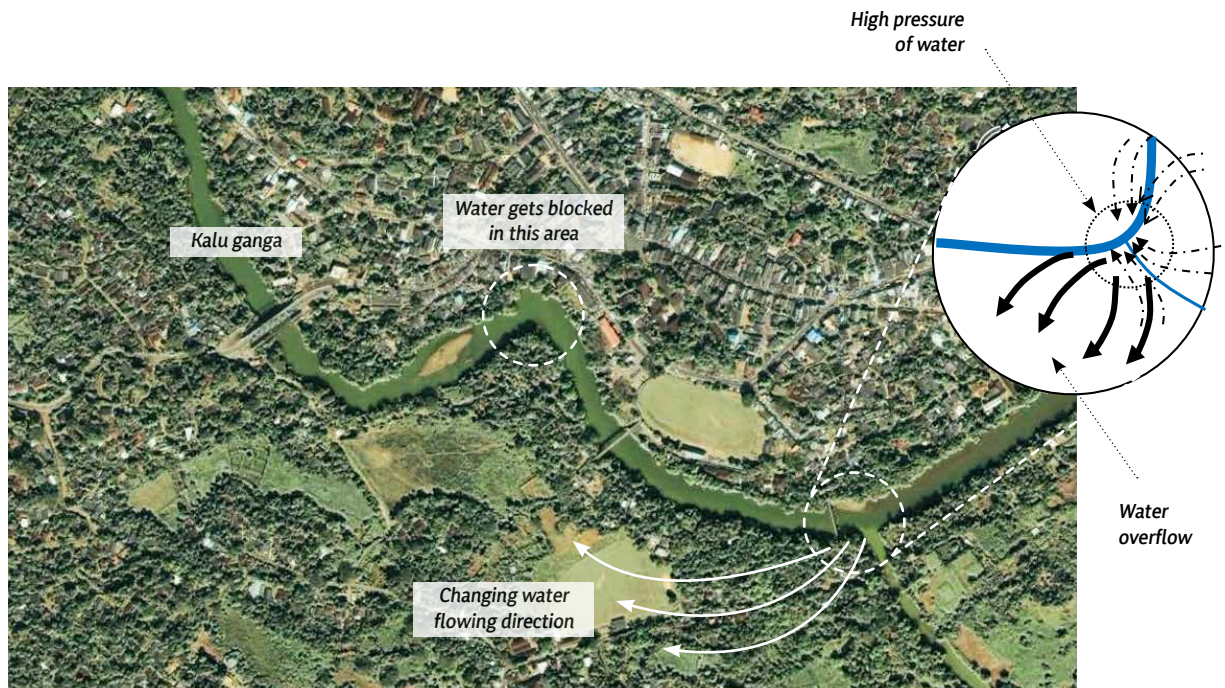 High pressure
of water
Kalu ganga
Water gets blocked
in this area
Changing water
flowing direction
Water
overflow